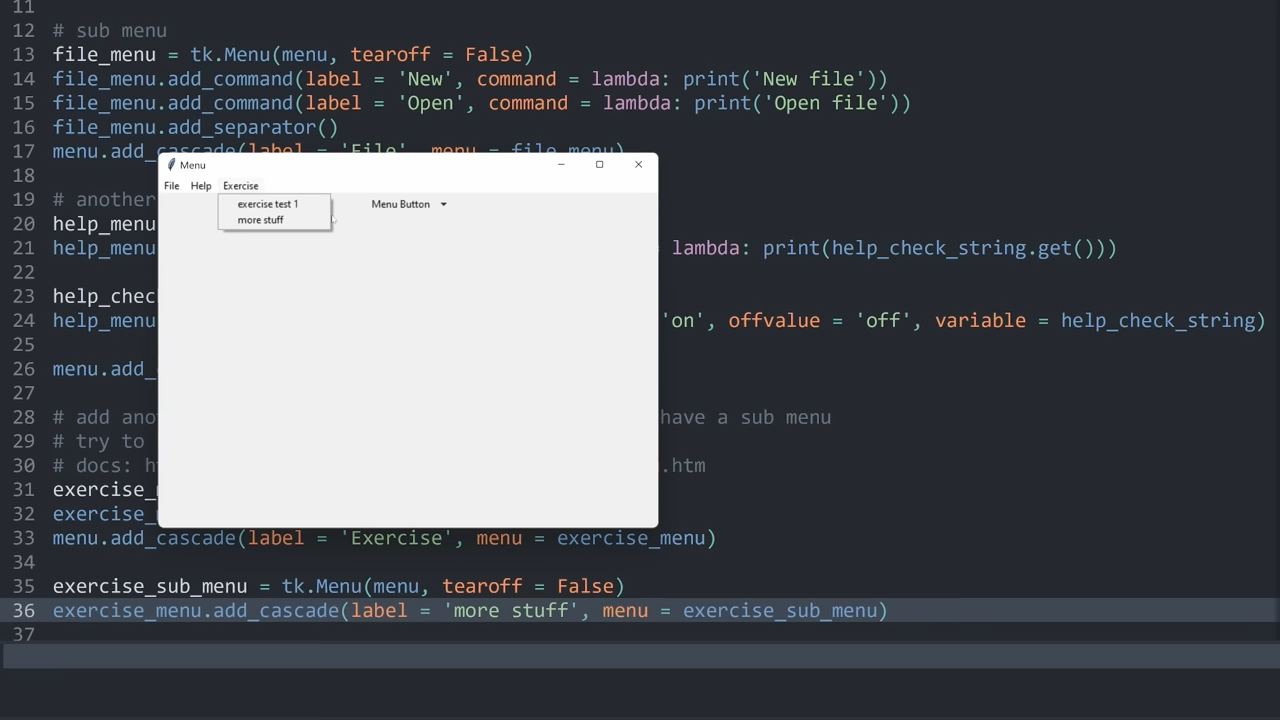 11
12 # sub menu
13 file_menu = tk.Menu(menu, tearoff = False)
14 file_menu.add_command(label = 'New', command = lambda: print('New file'))
15 file_menu.add_command(label = 'Open', command = lambda: print('Open file'))
16 file_menu.add_separator()
17 menu.add_cascade(label = 'File', menu = file_menu)
18
Menu
File Help Exercise
exercise test 1
more stuff
Menu Button
19 # another
20 help_menu
21 help_menu lambda: print(help_check_string.get()))
22
23 help_chec
24 help_menu 'on', offvalue = 'off', variable = help_check_string)
25
26 menu.add_
27
28 # add ano have a sub menu
29 # try to
30 # docs: h .htm
31 exercise_
32 exercise_
33 menu.add_cascade(label = 'Exercise', menu = exercise_menu)
34
35 exercise_sub_menu = tk.Menu(menu, tearoff = False)
36 exercise_menu.add_cascade(label = 'more stuff', menu = exercise_sub_menu)
37